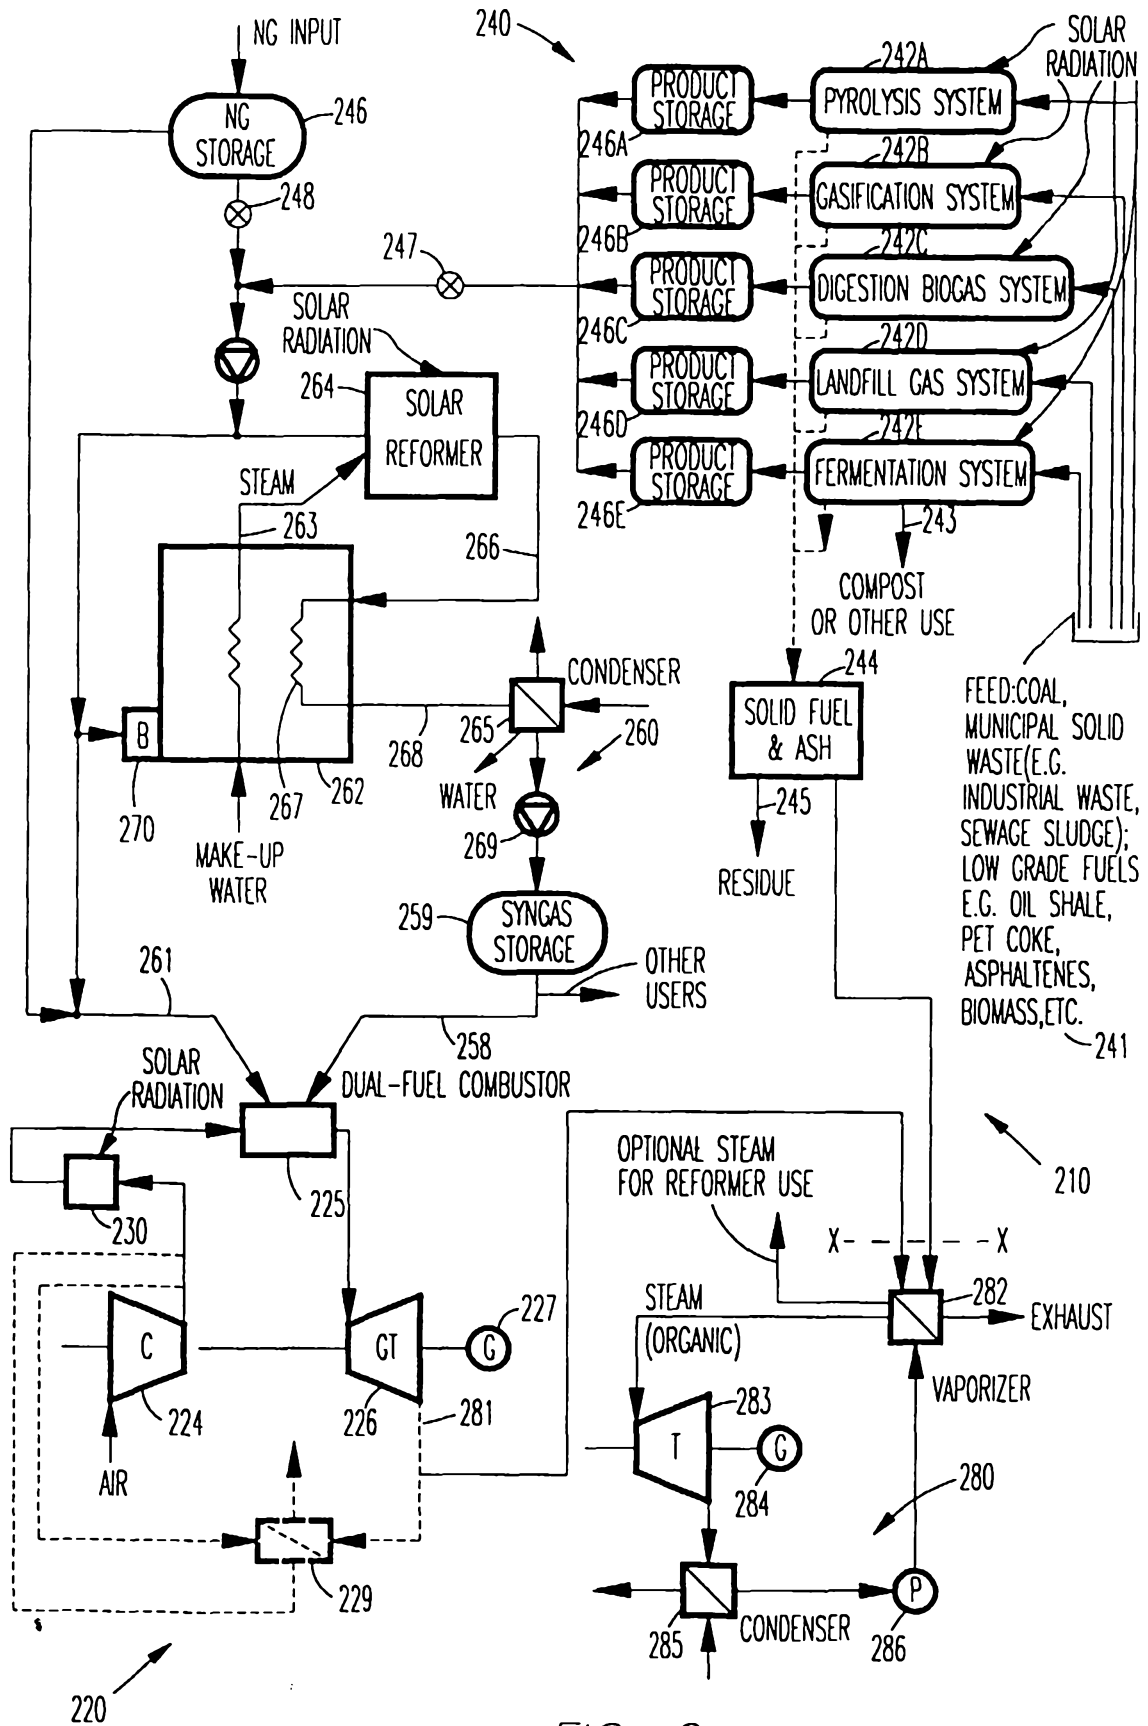 NG INPUT
NG
STORAGE
246
248
240
247
SOLAR
RADIATION
PRODUCT
STORAGE
246A
242A
PYROLYSIS SYSTEM
PRODUCT
STORAGE
246B
242B
GASIFICATION SYSTEM
PRODUCT
STORAGE
246C
242C
DIGESTION BIOGAS SYSTEM
PRODUCT
STORAGE
246D
242D
LANDFILL GAS SYSTEM
PRODUCT
STORAGE
246E
242E
FERMENTATION SYSTEM
243
COMPOST
OR OTHER USE
SOLAR
RADIATION
264
SOLAR
REFORMER
STEAM
263
266
CONDENSER
265
260
268
WATER
267
262
B
270
MAKE-UP
WATER
269
259
SYNGAS
STORAGE
OTHER
USERS
244
SOLID FUEL
& ASH
245
RESIDUE
FEED:COAL,
MUNICIPAL SOLID
WASTE(E.G.
INDUSTRIAL WASTE,
SEWAGE SLUDGE);
LOW GRADE FUELS
E.G. OIL SHALE,
PET COKE,
ASPHALTENES,
BIOMASS,ETC.
241
261
258
SOLAR
RADIATION
DUAL-FUEL COMBUSTOR
225
230
C
224
AIR
GT
226
G
227
281
229
220
OPTIONAL STEAM
FOR REFORMER USE
210
X- - - -X
282
EXHAUST
STEAM
(ORGANIC)
VAPORIZER
T
283
G
284
280
285
CONDENSER
P
286